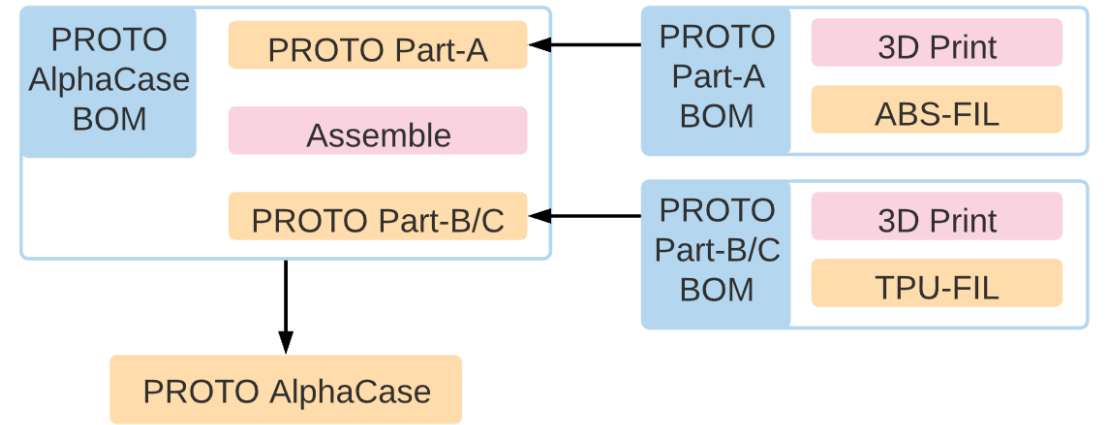 PROTO
AlphaCase
BOM
PROTO Part-A
Assemble
PROTO Part-B/C
PROTO
Part-A
BOM
3D Print
ABS-FIL
PROTO
Part-B/C
BOM
3D Print
TPU-FIL
PROTO AlphaCase